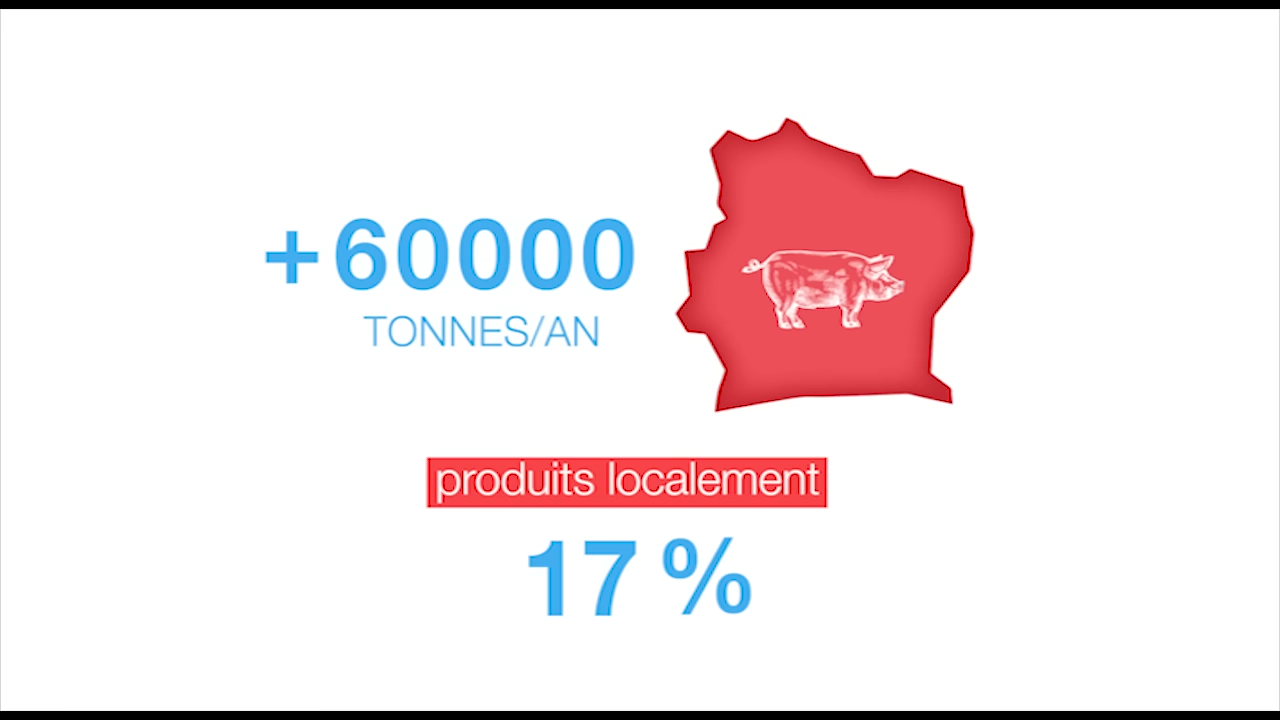 +60000
TONNES/AN
produits localement
17 %